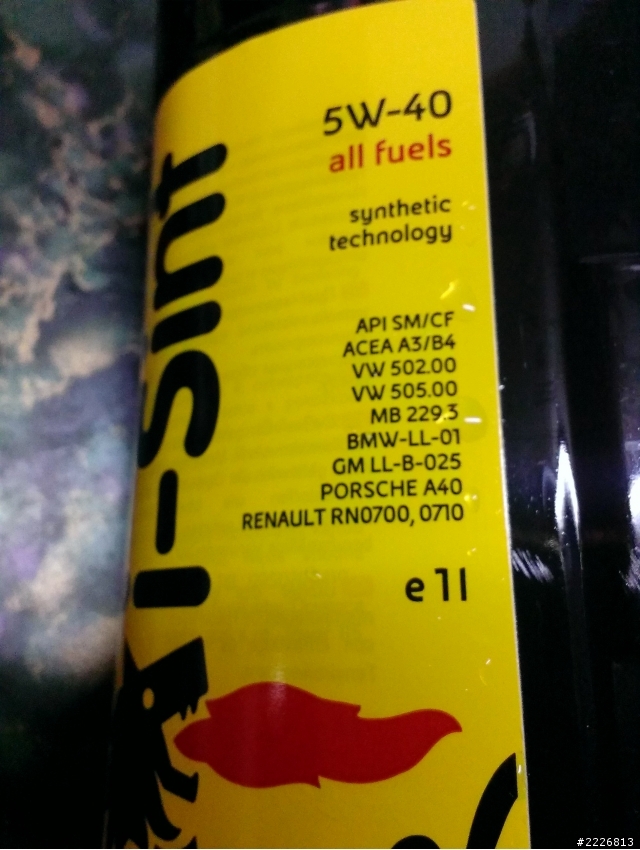 5W-40
all fuels
synthetic
technology
API SM/CF
ACEA A3/B4
VW 502.00
VW 505.00
MB 229.3
BMW-LL-01
GM LL-B-025
PORSCHE A40
RENAULT RN0700, 0710
e 1l
i-sint
#2226813